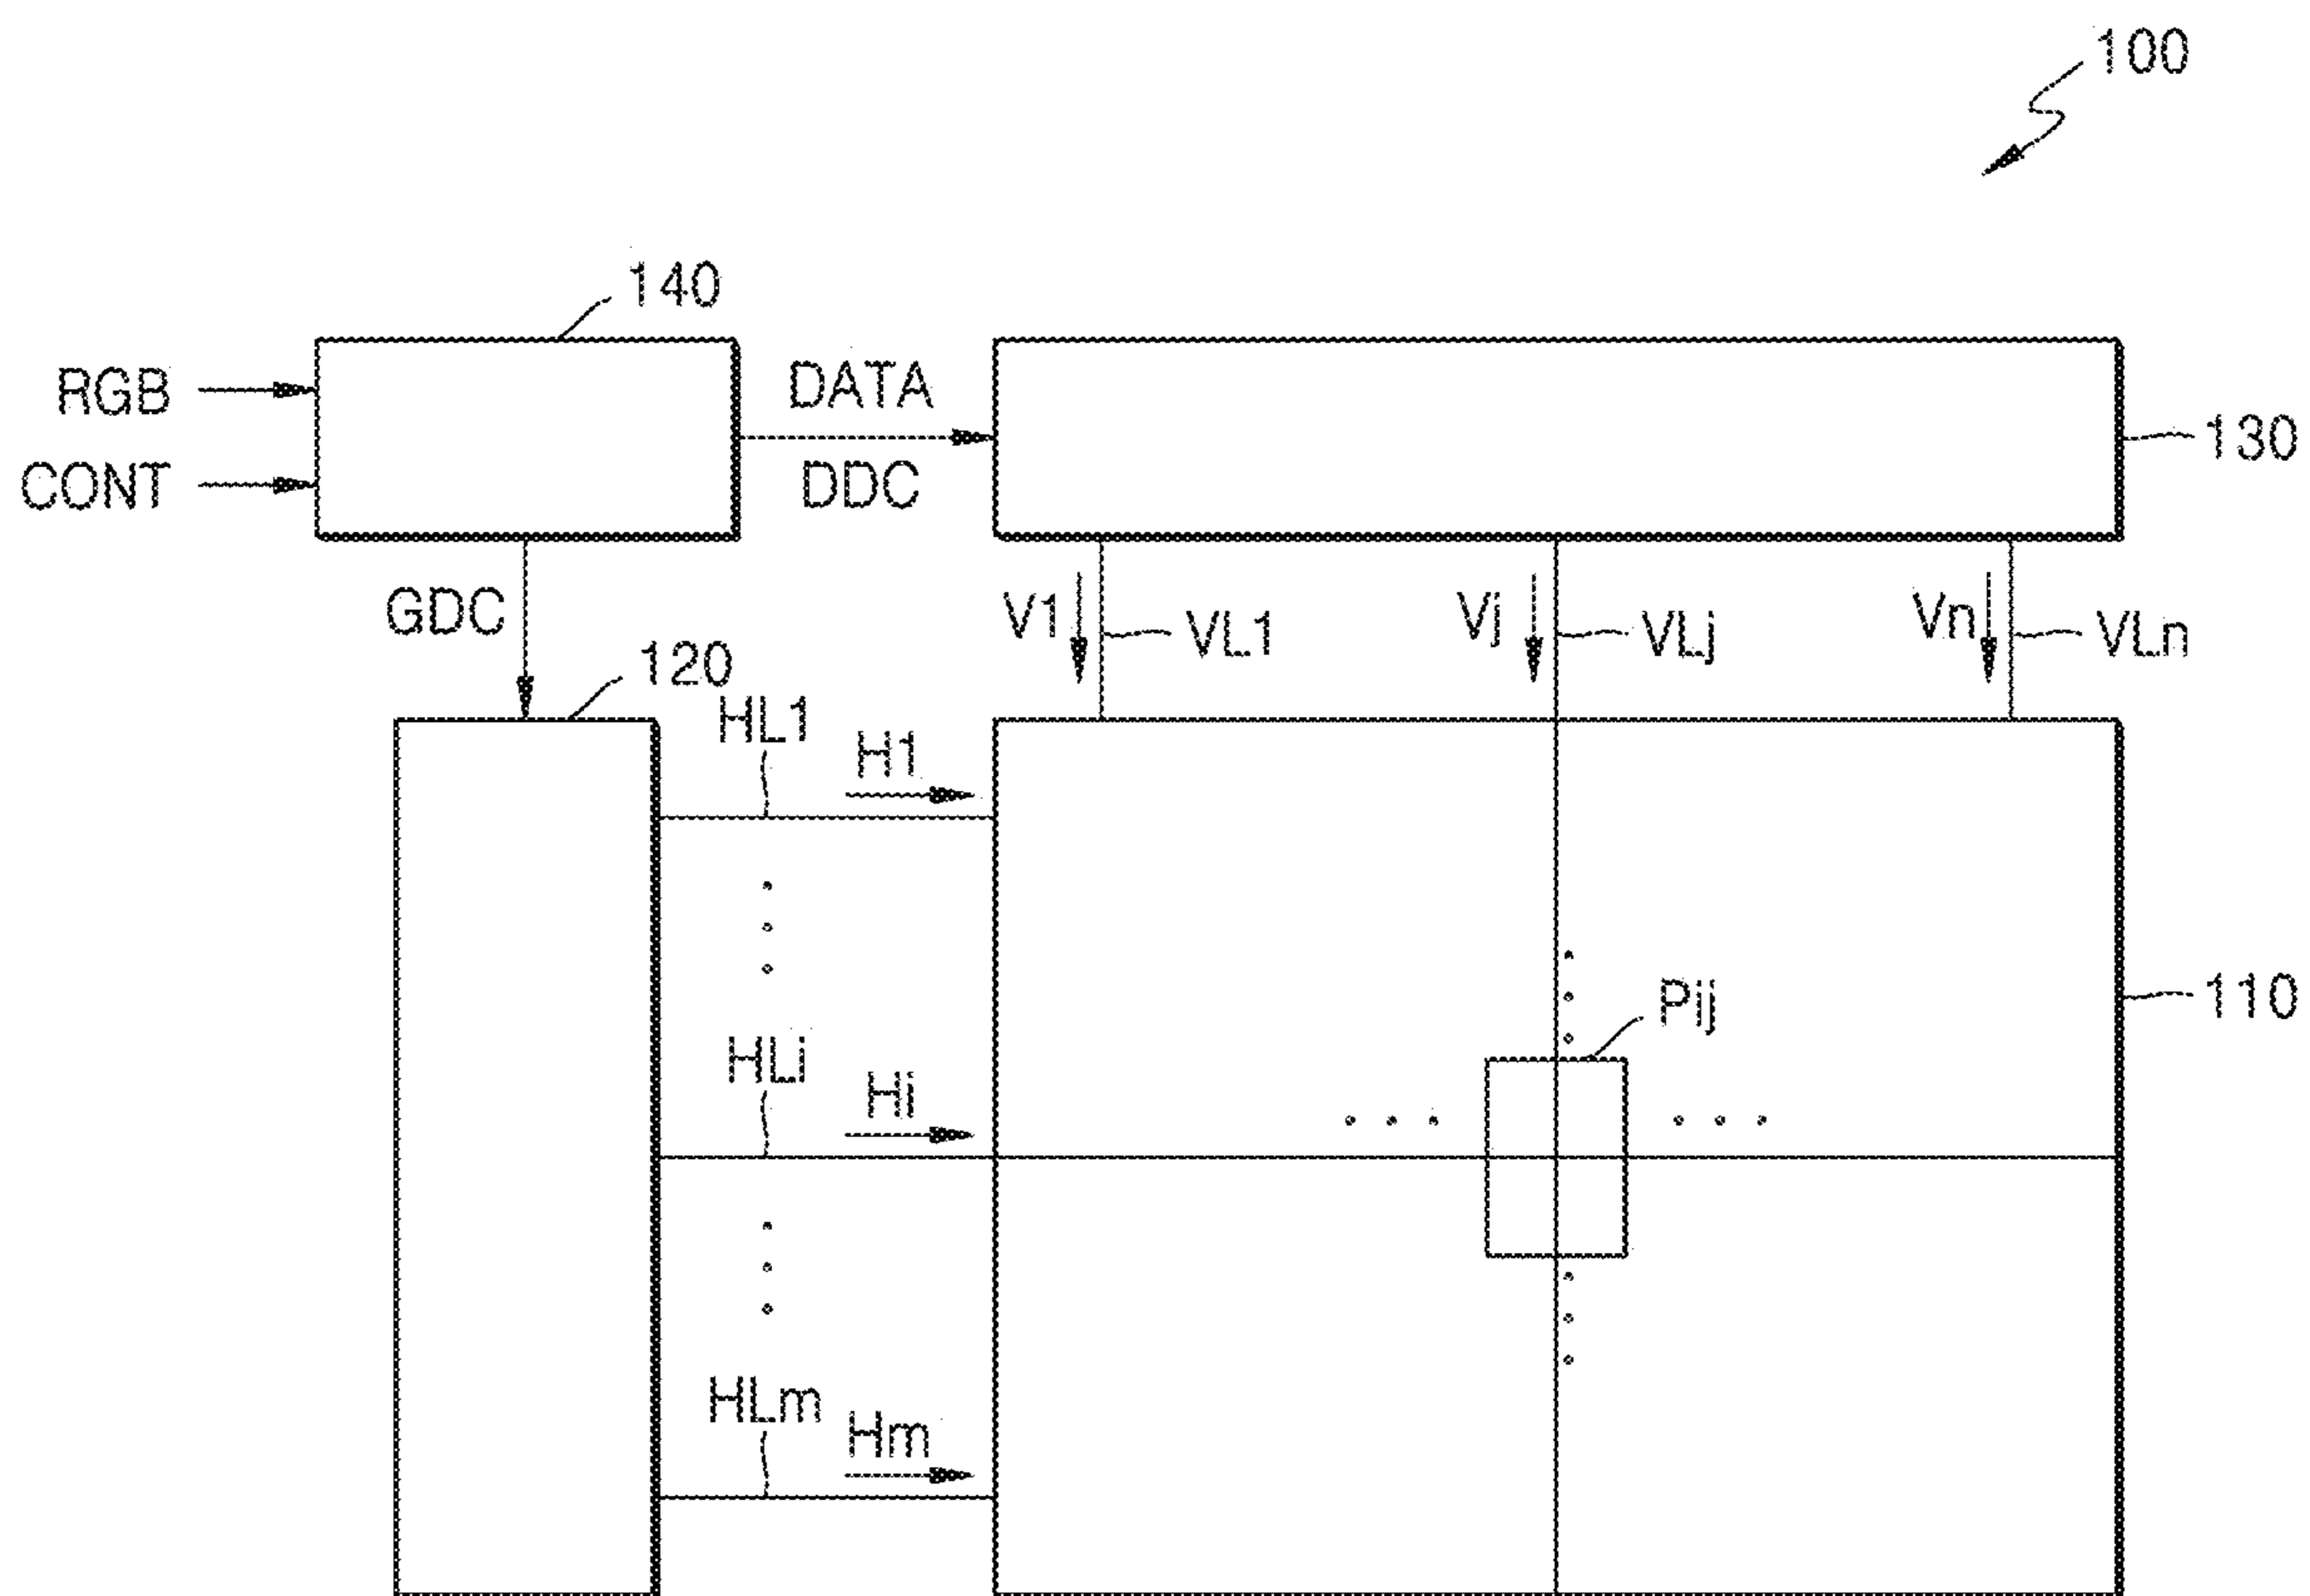 100
140
RGB
DATA
CONT
DDC
130
GDC
V1
VL1
Vj
VLj
Vn
VLn
120
HL1
H1
Pij
110
HLi
Hi
HLm
Hm